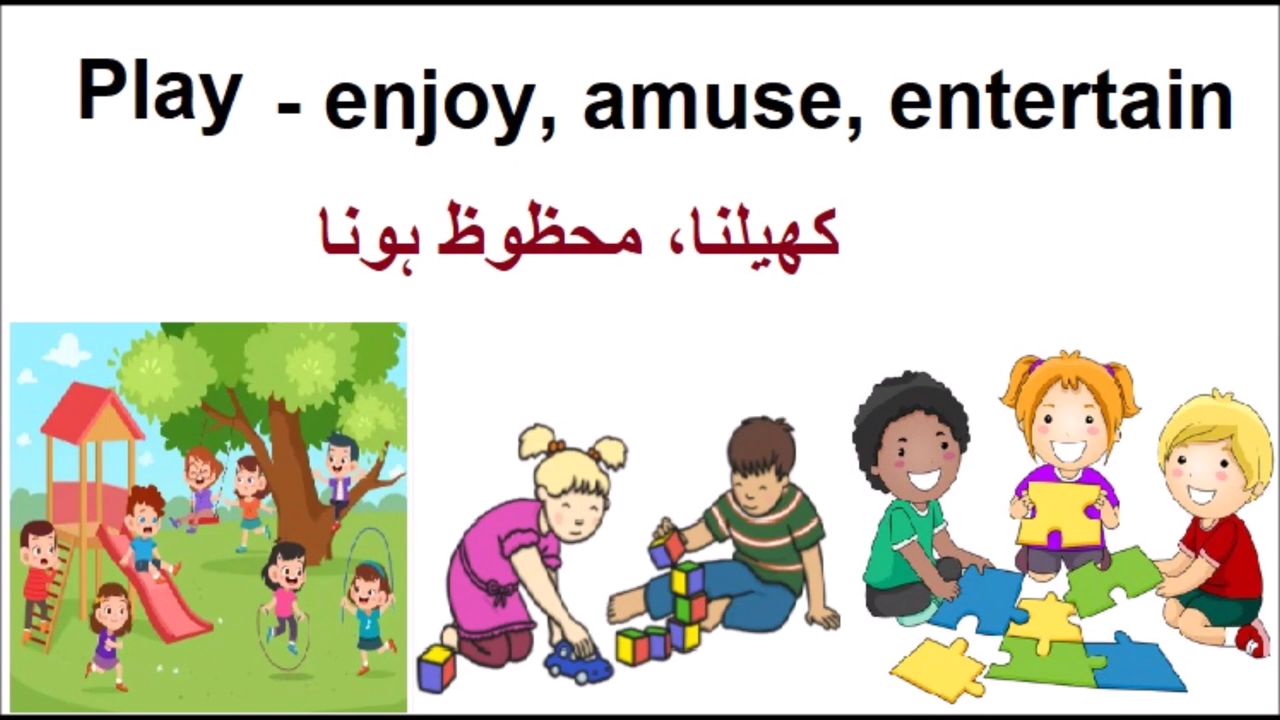 Play - enjoy, amuse, entertain
کھیلنا، محظوظ ہونا